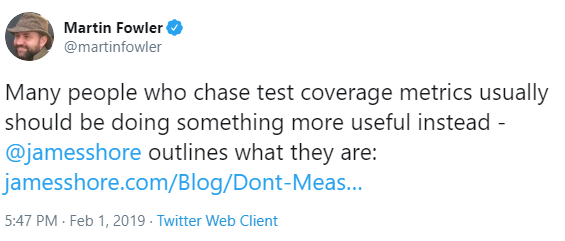 Martin Fowler
@martinfowler
Many people who chase test coverage metrics usually
should be doing something more useful instead -
@jamesshore outlines what they are:
jamesshore.com/Blog/Dont-Meas...
5:47 PM · Feb 1, 2019 · Twitter Web Client